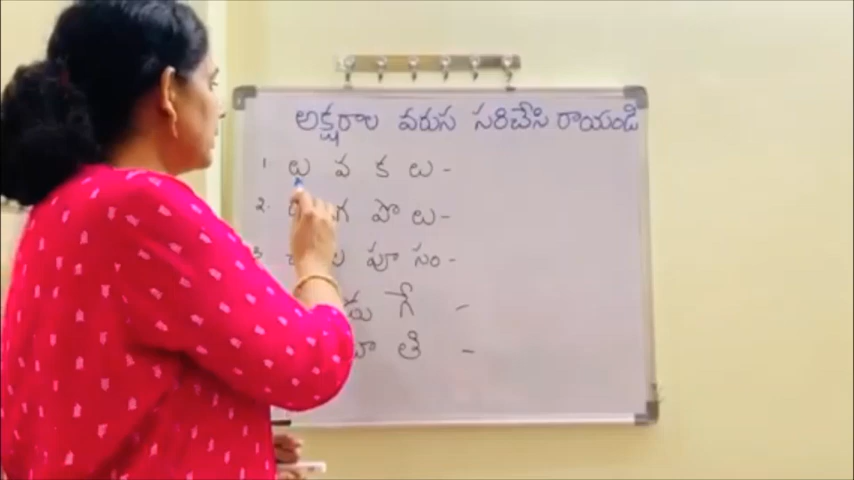 అక్షరాల వరుస సరిచేసి రాయండి
1 టు వ క లు -
2. గ పొ లు -
3 ల పూ సం -
డు గే -
తి -